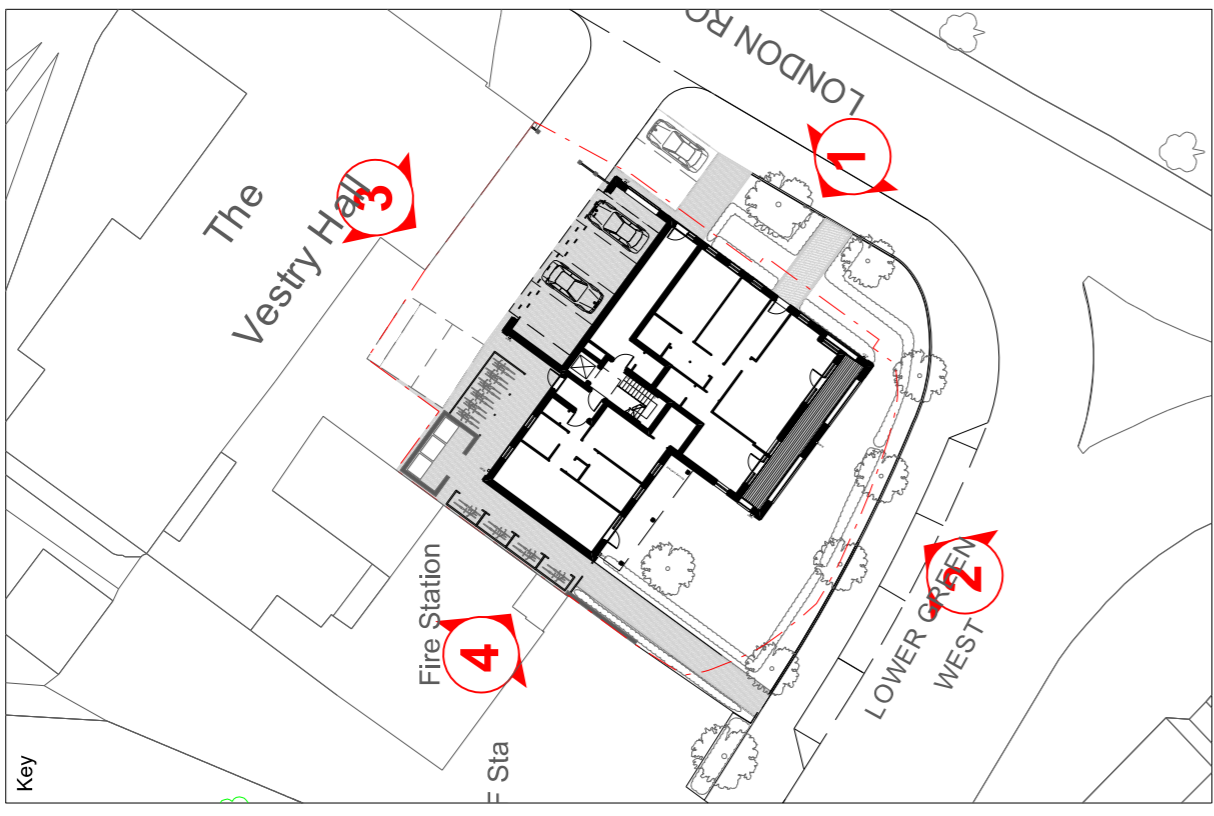 Key
The
Vestry Hall
3
LONDON RO
1
Fire Station
4
F Sta
LOWER GREEN
WEST
2